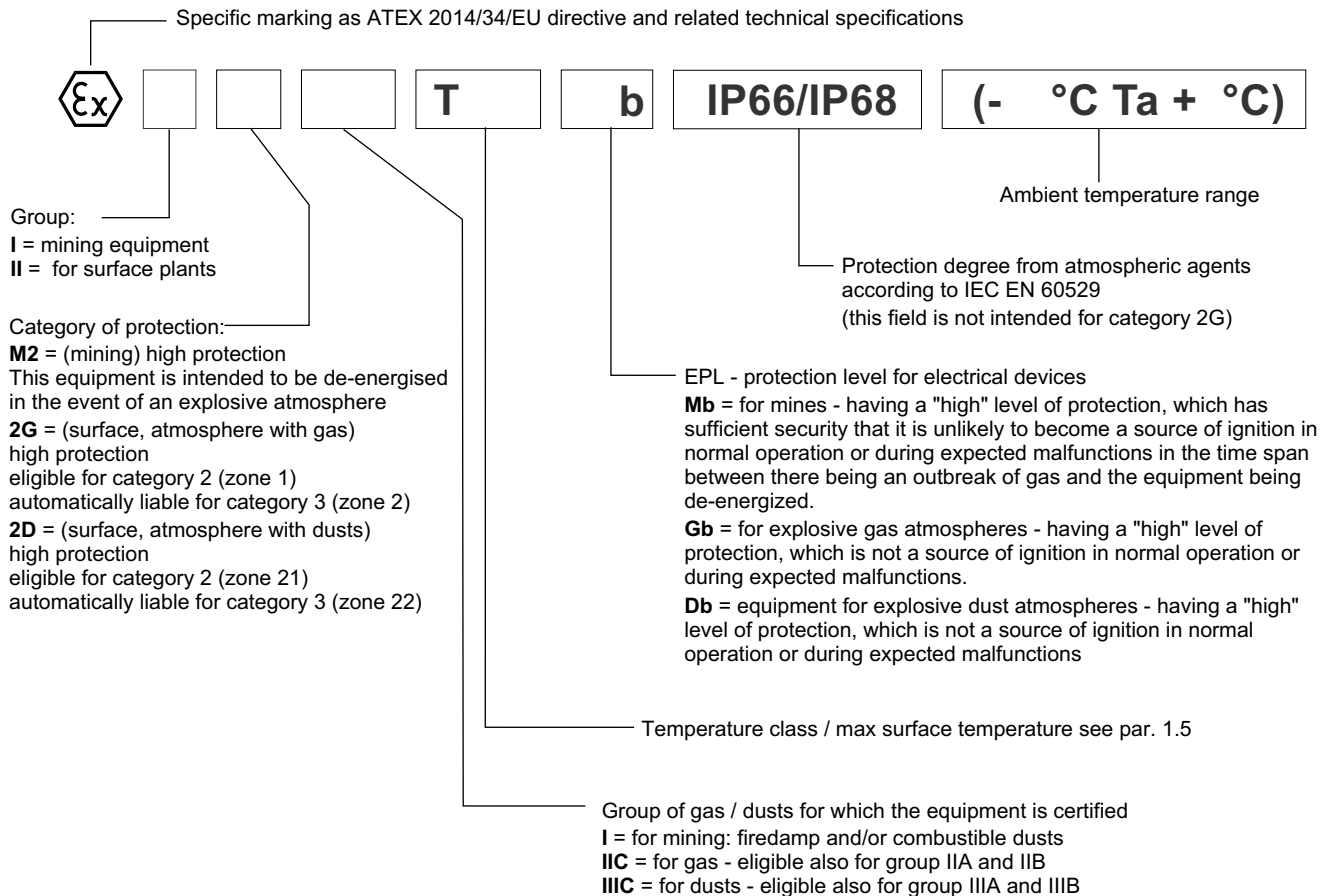 Specific marking as ATEX 2014/34/EU directive and related technical specifications
Ex T b IP66/IP68 (- °C Ta + °C)
Ambient temperature range
Group:
I = mining equipment
II = for surface plants
Protection degree from atmospheric agents
according to IEC EN 60529
(this field is not intended for category 2G)
Category of protection:
M2 = (mining) high protection
This equipment is intended to be de-energised
in the event of an explosive atmosphere
2G = (surface, atmosphere with gas)
high protection
eligible for category 2 (zone 1)
automatically liable for category 3 (zone 2)
2D = (surface, atmosphere with dusts)
high protection
eligible for category 2 (zone 21)
automatically liable for category 3 (zone 22)
EPL - protection level for electrical devices
Mb = for mines - having a "high" level of protection, which has
sufficient security that it is unlikely to become a source of ignition in
normal operation or during expected malfunctions in the time span
between there being an outbreak of gas and the equipment being
de-energized.
Gb = for explosive gas atmospheres - having a "high" level of
protection, which is not a source of ignition in normal operation or
during expected malfunctions.
Db = equipment for explosive dust atmospheres - having a "high"
level of protection, which is not a source of ignition in normal
operation or during expected malfunctions
Temperature class / max surface temperature see par. 1.5
Group of gas / dusts for which the equipment is certified
I = for mining: firedamp and/or combustible dusts
IIC = for gas - eligible also for group IIA and IIB
IIIC = for dusts - eligible also for group IIIA and IIIB